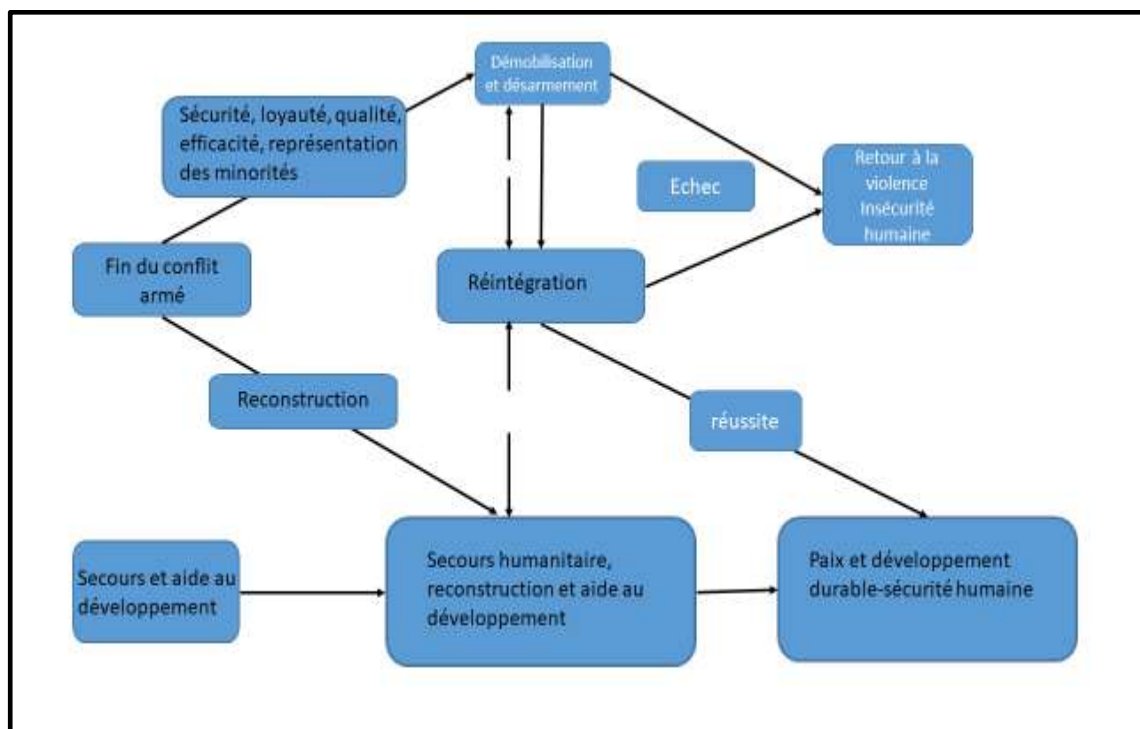 Démobilisation
et désarmement
Sécurité, loyauté, qualité,
efficacité, représentation
des minorités
Retour à la
violence
Insécurité
humaine
Echec
Fin du conflit
armé
Réintégration
Reconstruction
réussite
Secours et aide au
développement
Secours humanitaire,
reconstruction et aide au
développement
Paix et développement
durable-sécurité humaine